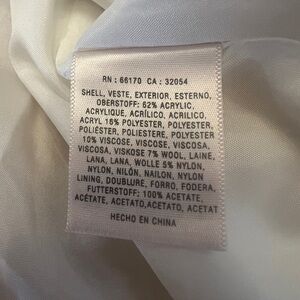 RN : 66170 CA : 32054
SHELL, VESTE, EXTERIOR, ESTERNO,
OBERSTOFF: 62% ACRYLIC,
ACRYLIQUE, ACRÍLICO, ACRILICO,
ACRYL 16% POLYESTER, POLYESTER,
POLIÉSTER, POLIESTERE, POLYESTER
10% VISCOSE, VISCOSE, VISCOSA,
VISCOSA, VISKOSE 7% WOOL, LAINE,
LANA, LANA, WOLLE 5% NYLON,
NYLON, NILÓN, NAILON, NYLON
LINING, DOUBLURE, FORRO, FODERA,
FUTTERSTOFF: 100% ACETATE,
ACÉTATE, ACETATO,ACETATO, ACETAT
HECHO EN CHINA